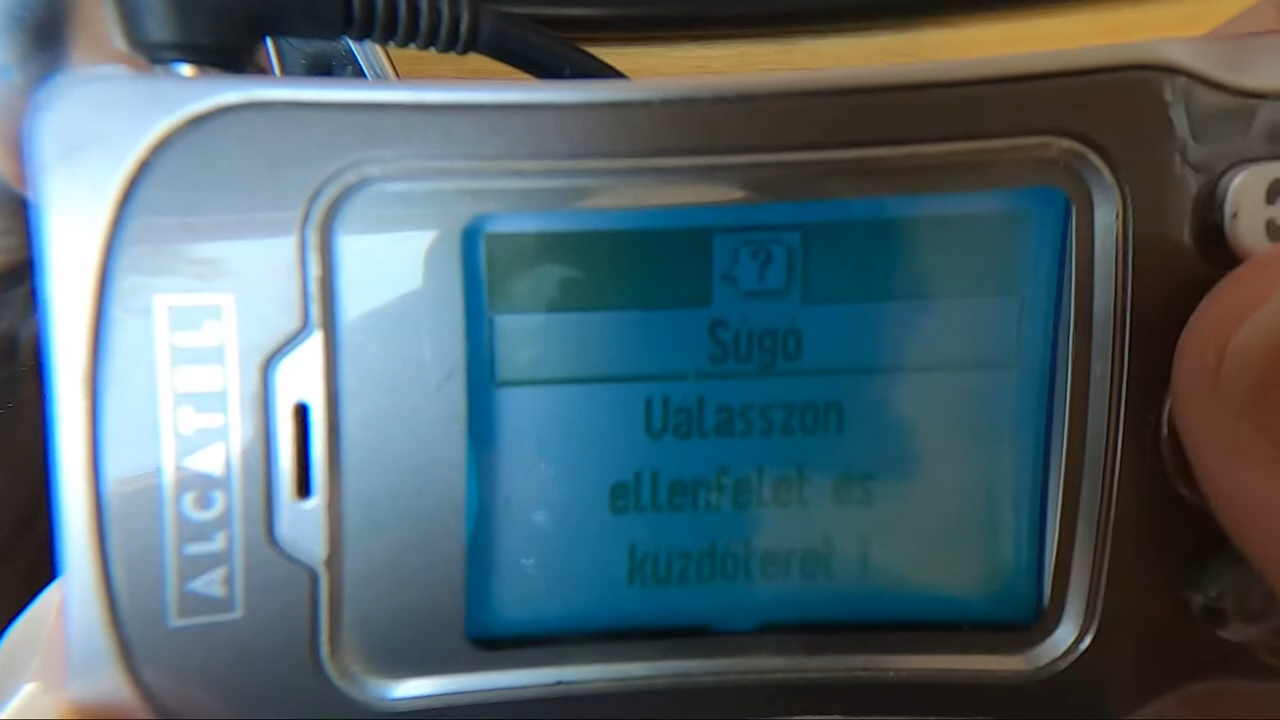 ALCATEL
?
Súgó
Válasszon
ellenfelet és
küzdőteret !